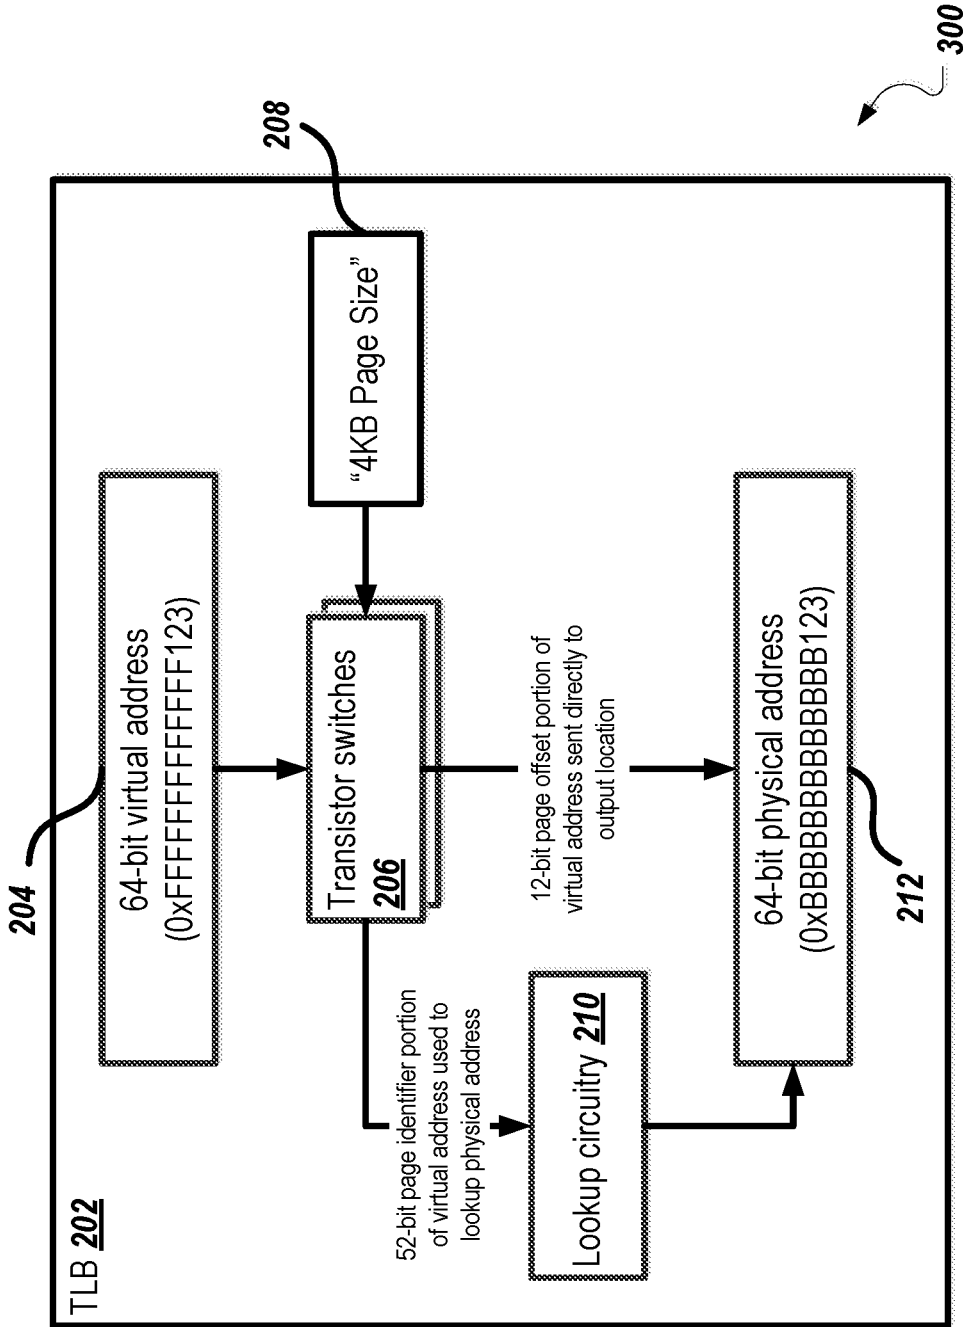 TLB 202
204
64-bit virtual address
(0xFFFFFFFFFFFFF123)
Transistor switches
206
208
"4KB Page Size"
52-bit page identifier portion
of virtual address used to
lookup physical address
12-bit page offset portion of
virtual address sent directly to
output location
Lookup circuitry 210
64-bit physical address
(0xBBBBBBBBBBBBB123)
212
300